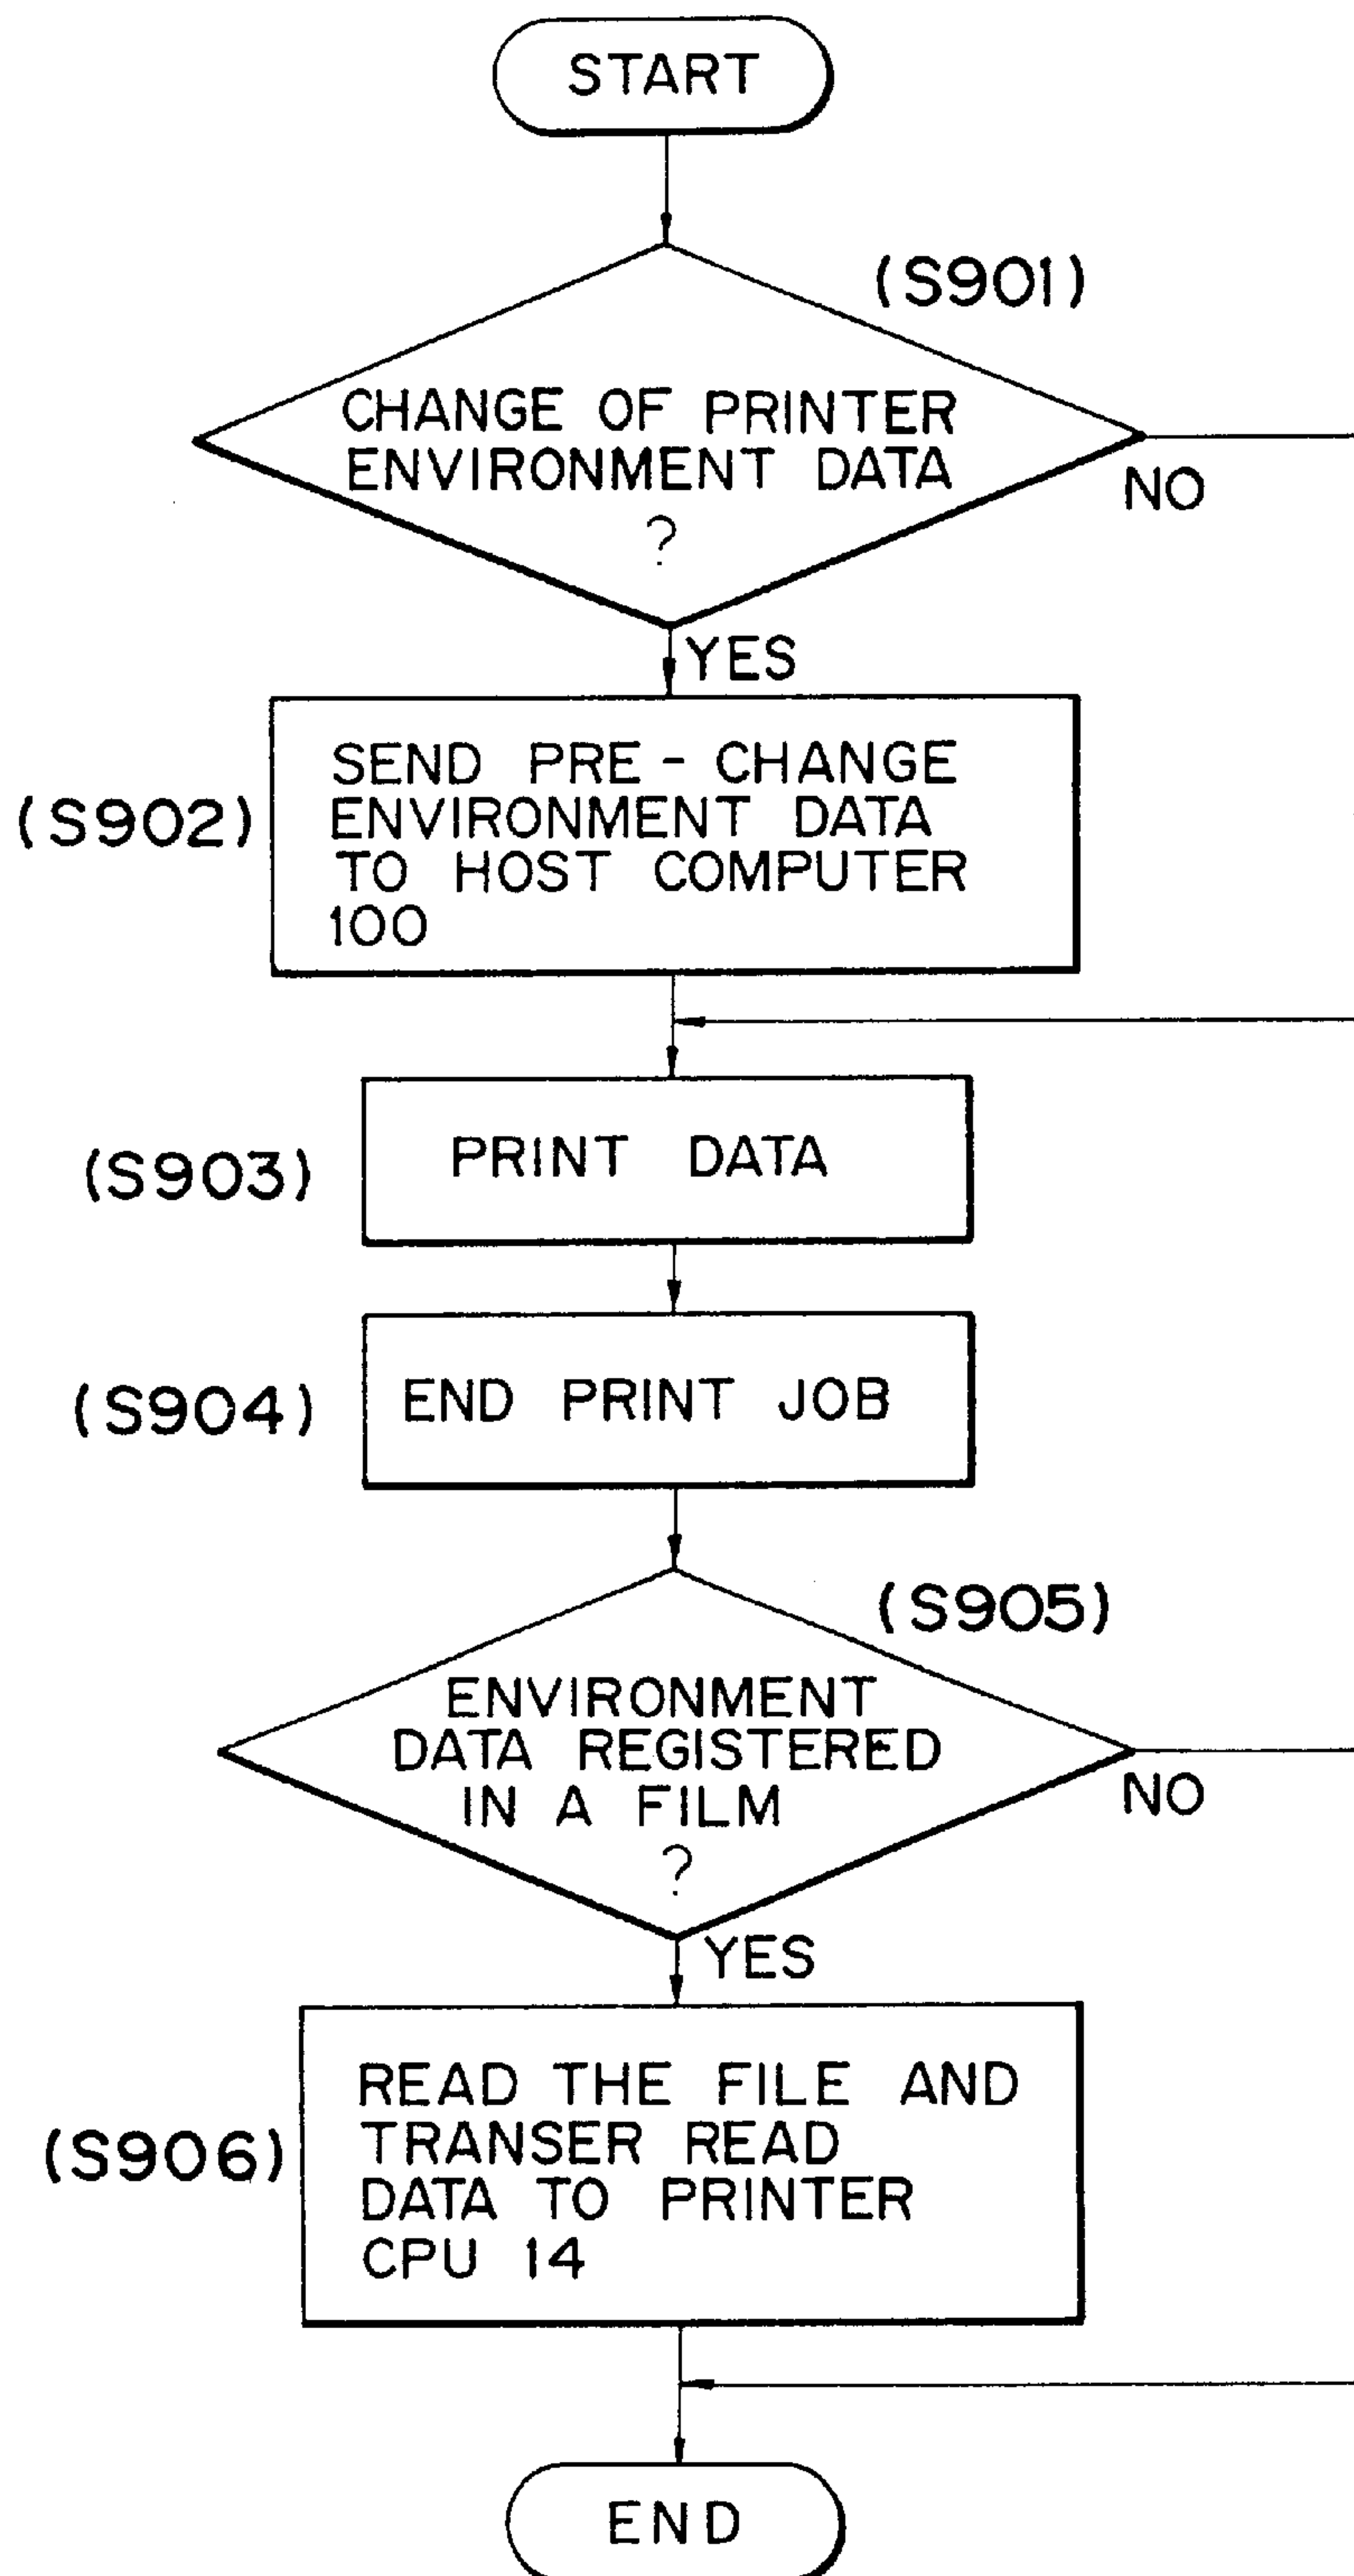 START
(S901)
CHANGE OF PRINTER
ENVIRONMENT DATA
?
NO
YES
(S902)
SEND PRE - CHANGE
ENVIRONMENT DATA
TO HOST COMPUTER
100
(S903)
PRINT DATA
(S904)
END PRINT JOB
(S905)
ENVIRONMENT
DATA REGISTERED
IN A FILM
?
NO
YES
(S906)
READ THE FILE AND
TRANSER READ
DATA TO PRINTER
CPU 14
END